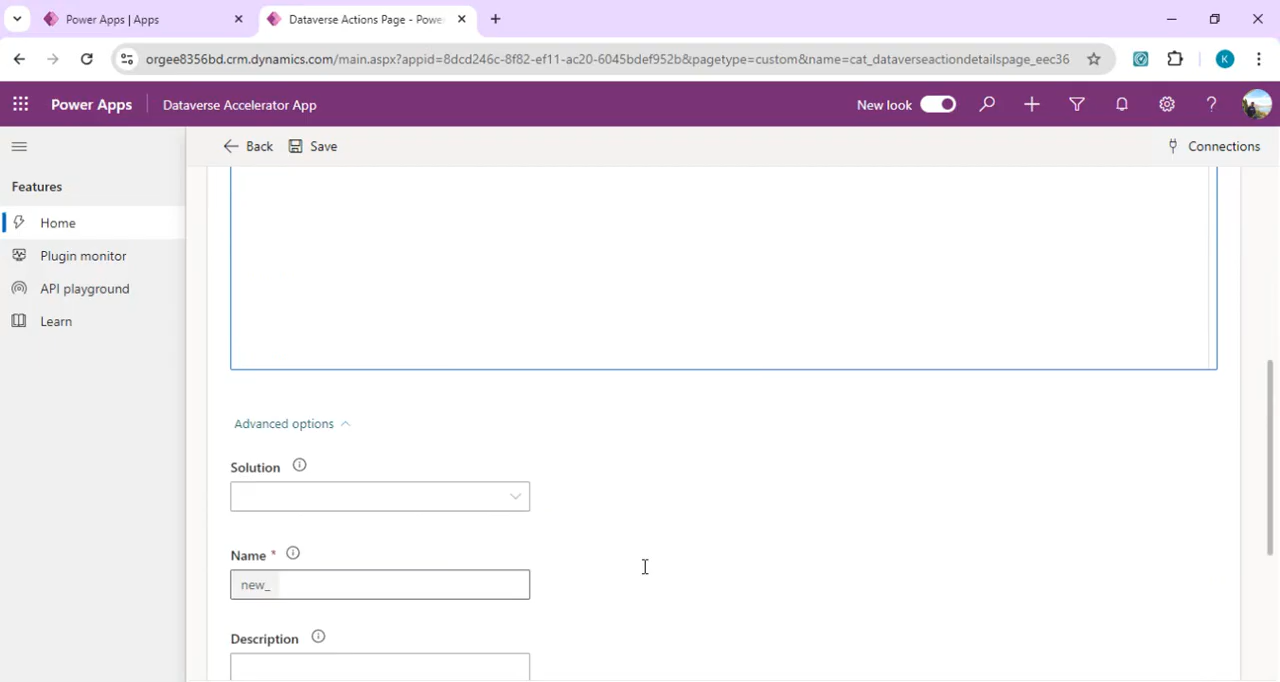 Power Apps | Apps
Dataverse Actions Page - Powe
orgee8356bd.crm.dynamics.com/main.aspx?appid=8dcd246c-8f82-ef11-ac20-6045bdef952b&pagetype=custom&name=cat_dataverseactiondetailspage_eec36
K
Power Apps
Dataverse Accelerator App
New look
Back
Save
Connections
Features
Home
Plugin monitor
API playground
Learn
Advanced options
Solution
Name *
new_
Description